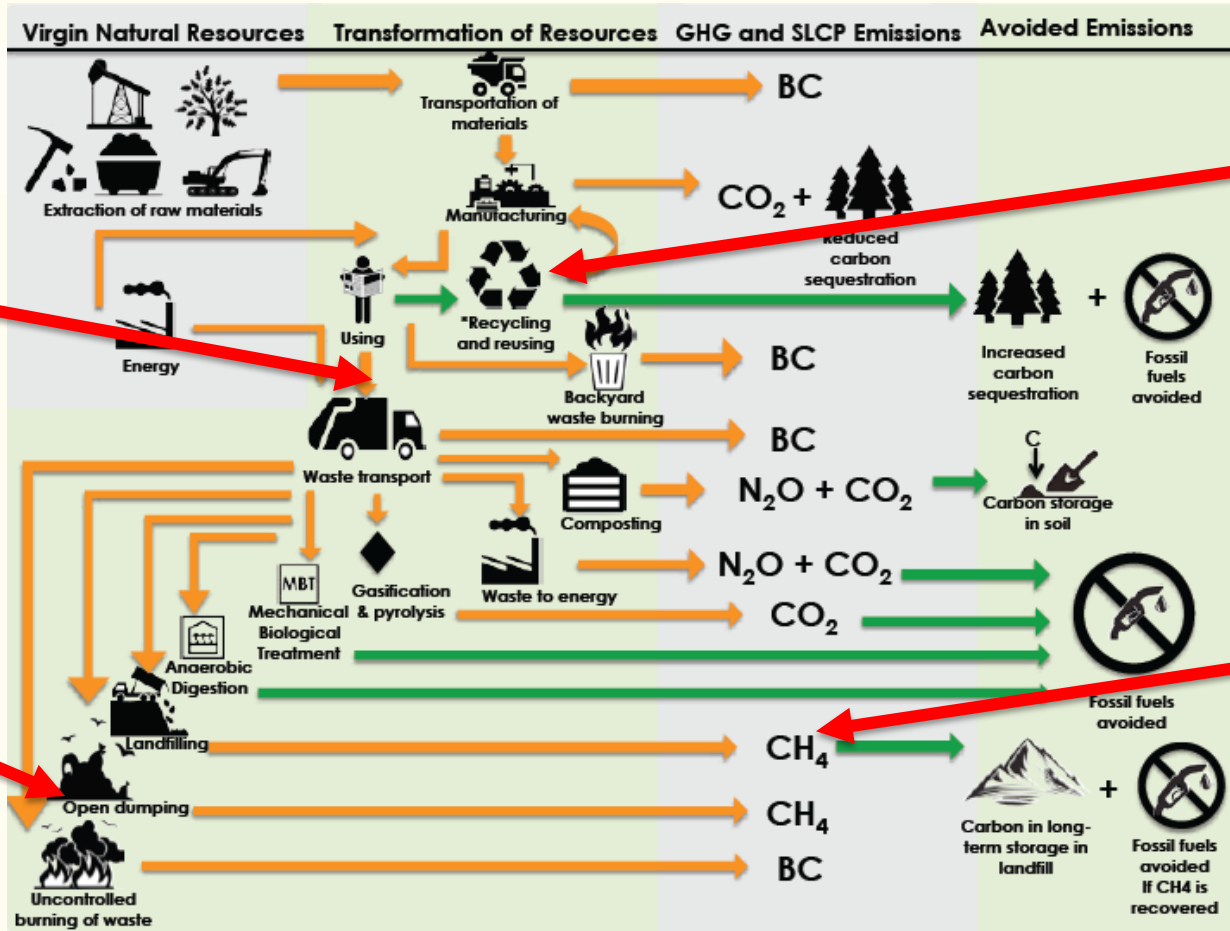 Virgin Natural Resources
Transformation of Resources
GHG and SLCP Emissions
Avoided Emissions
Transportation of
materials
BC
Extraction of raw materials
Manufacturing
CO₂ +
Reduced
carbon
sequestration
Energy
Using
*Recycling
and reusing
+
Increased
carbon
sequestration
Fossil
fuels
avoided
Backyard
waste burning
BC
Waste transport
BC
Composting
N₂O + CO₂
C
Carbon storage
in soil
MBT
Mechanical
Biological
Treatment
Gasification
& pyrolysis
Waste to energy
N₂O + CO₂
CO₂
Anaerobic
Digestion
Fossil fuels
avoided
Landfilling
CH₄
Open dumping
CH₄
+
Carbon in long-
term storage in
landfill
Fossil fuels
avoided
If CH4 is
recovered
Uncontrolled
burning of waste
BC